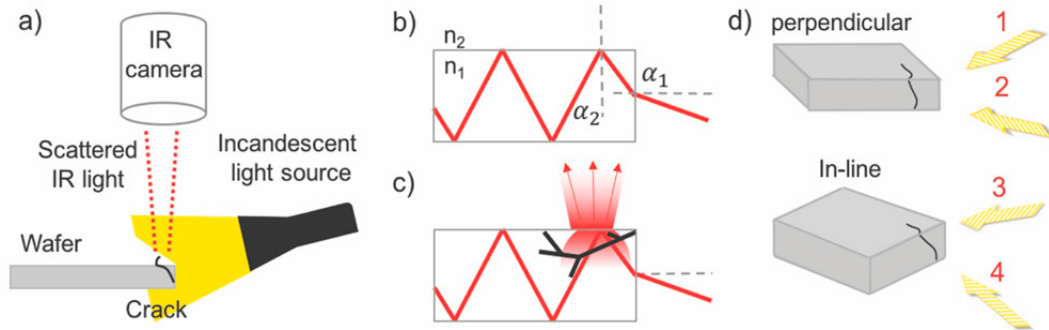 a)
IR
camera
Scattered
IR light
Incandescent
light source
Wafer
Crack
b)
n₂
n₁
α₁
α₂
c)
d)
perpendicular
1
2
In-line
3
4